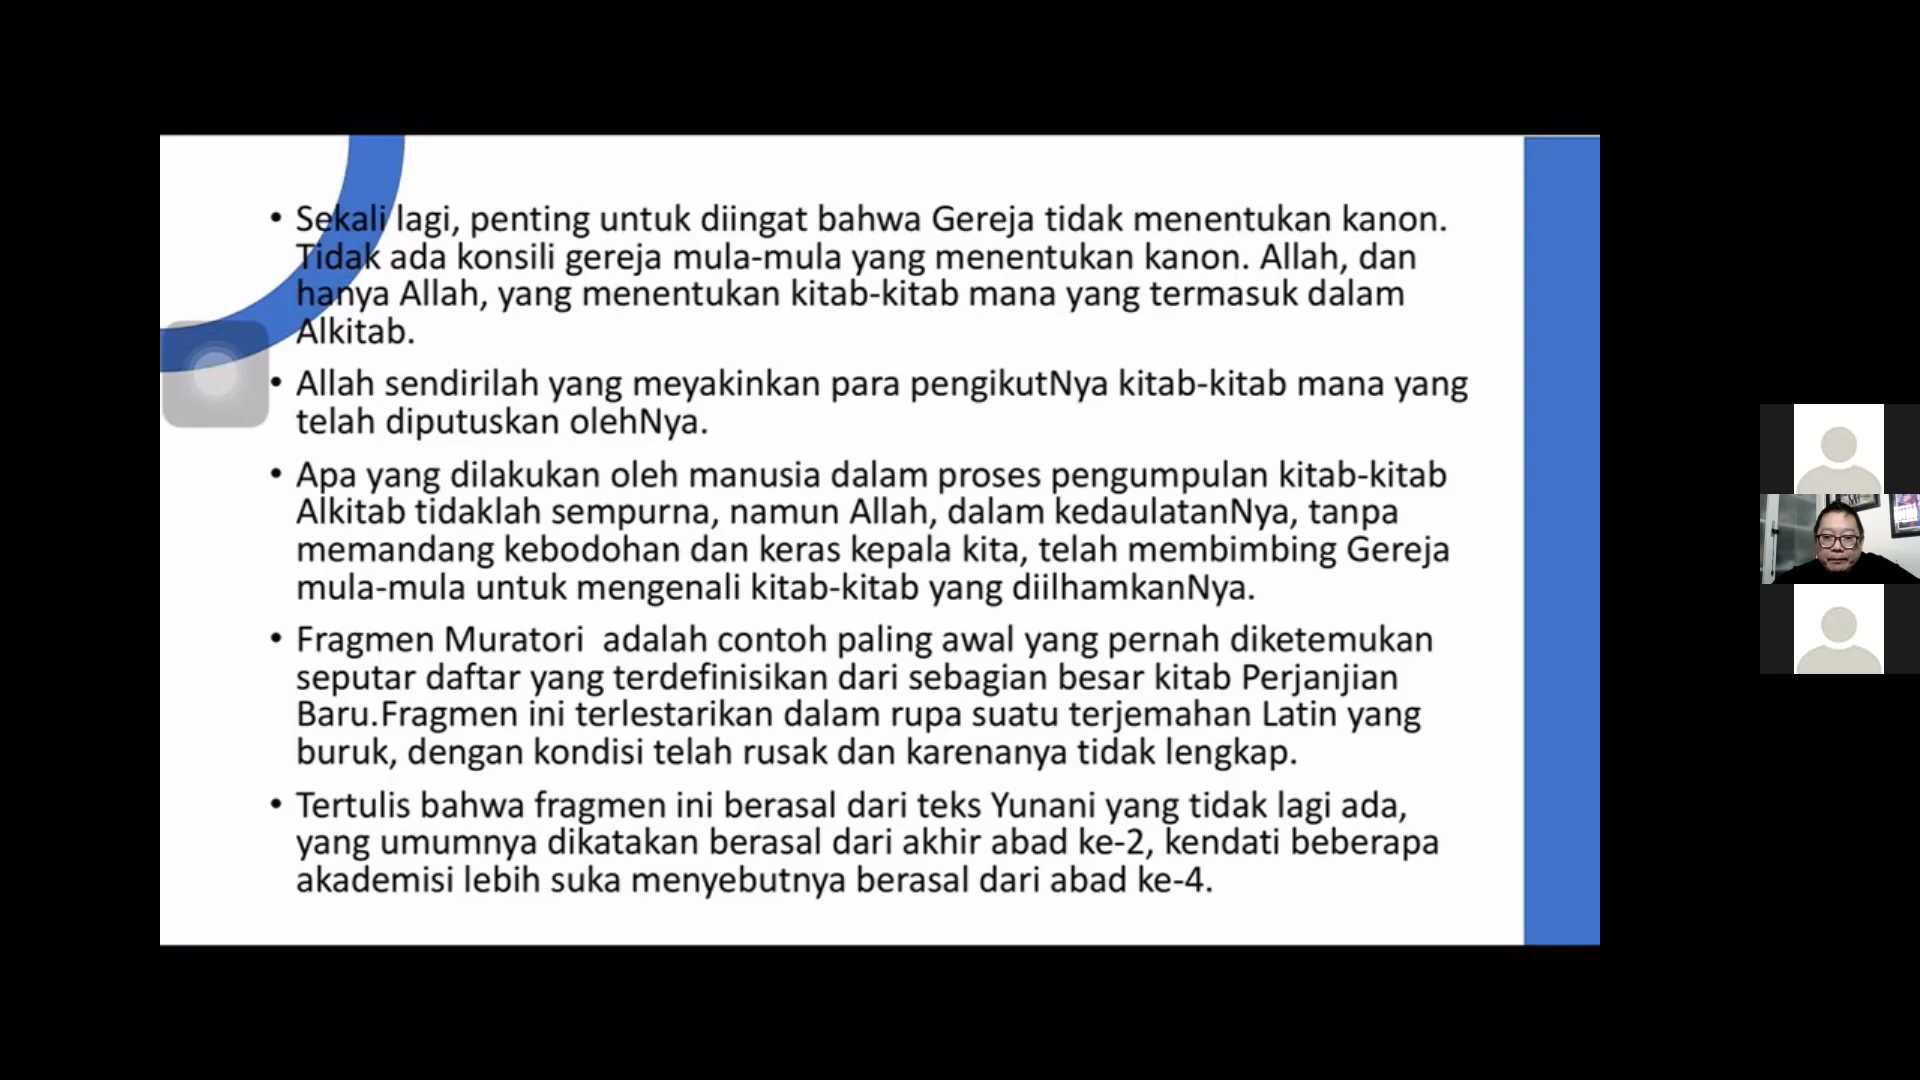 • Sekali lagi, penting untuk diingat bahwa Gereja tidak menentukan kanon.
Tidak ada konsili gereja mula-mula yang menentukan kanon. Allah, dan
hanya Allah, yang menentukan kitab-kitab mana yang termasuk dalam
Alkitab.
• Allah sendirilah yang meyakinkan para pengikutNya kitab-kitab mana yang
telah diputuskan olehNya.
• Apa yang dilakukan oleh manusia dalam proses pengumpulan kitab-kitab
Alkitab tidaklah sempurna, namun Allah, dalam kedaulatanNya, tanpa
memandang kebodohan dan keras kepala kita, telah membimbing Gereja
mula-mula untuk mengenali kitab-kitab yang diilhamkanNya.
• Fragmen Muratori  adalah contoh paling awal yang pernah diketemukan
seputar daftar yang terdefinisikan dari sebagian besar kitab Perjanjian
Baru.Fragmen ini terlestarikan dalam rupa suatu terjemahan Latin yang
buruk, dengan kondisi telah rusak dan karenanya tidak lengkap.
• Tertulis bahwa fragmen ini berasal dari teks Yunani yang tidak lagi ada,
yang umumnya dikatakan berasal dari akhir abad ke-2, kendati beberapa
akademisi lebih suka menyebutnya berasal dari abad ke-4.